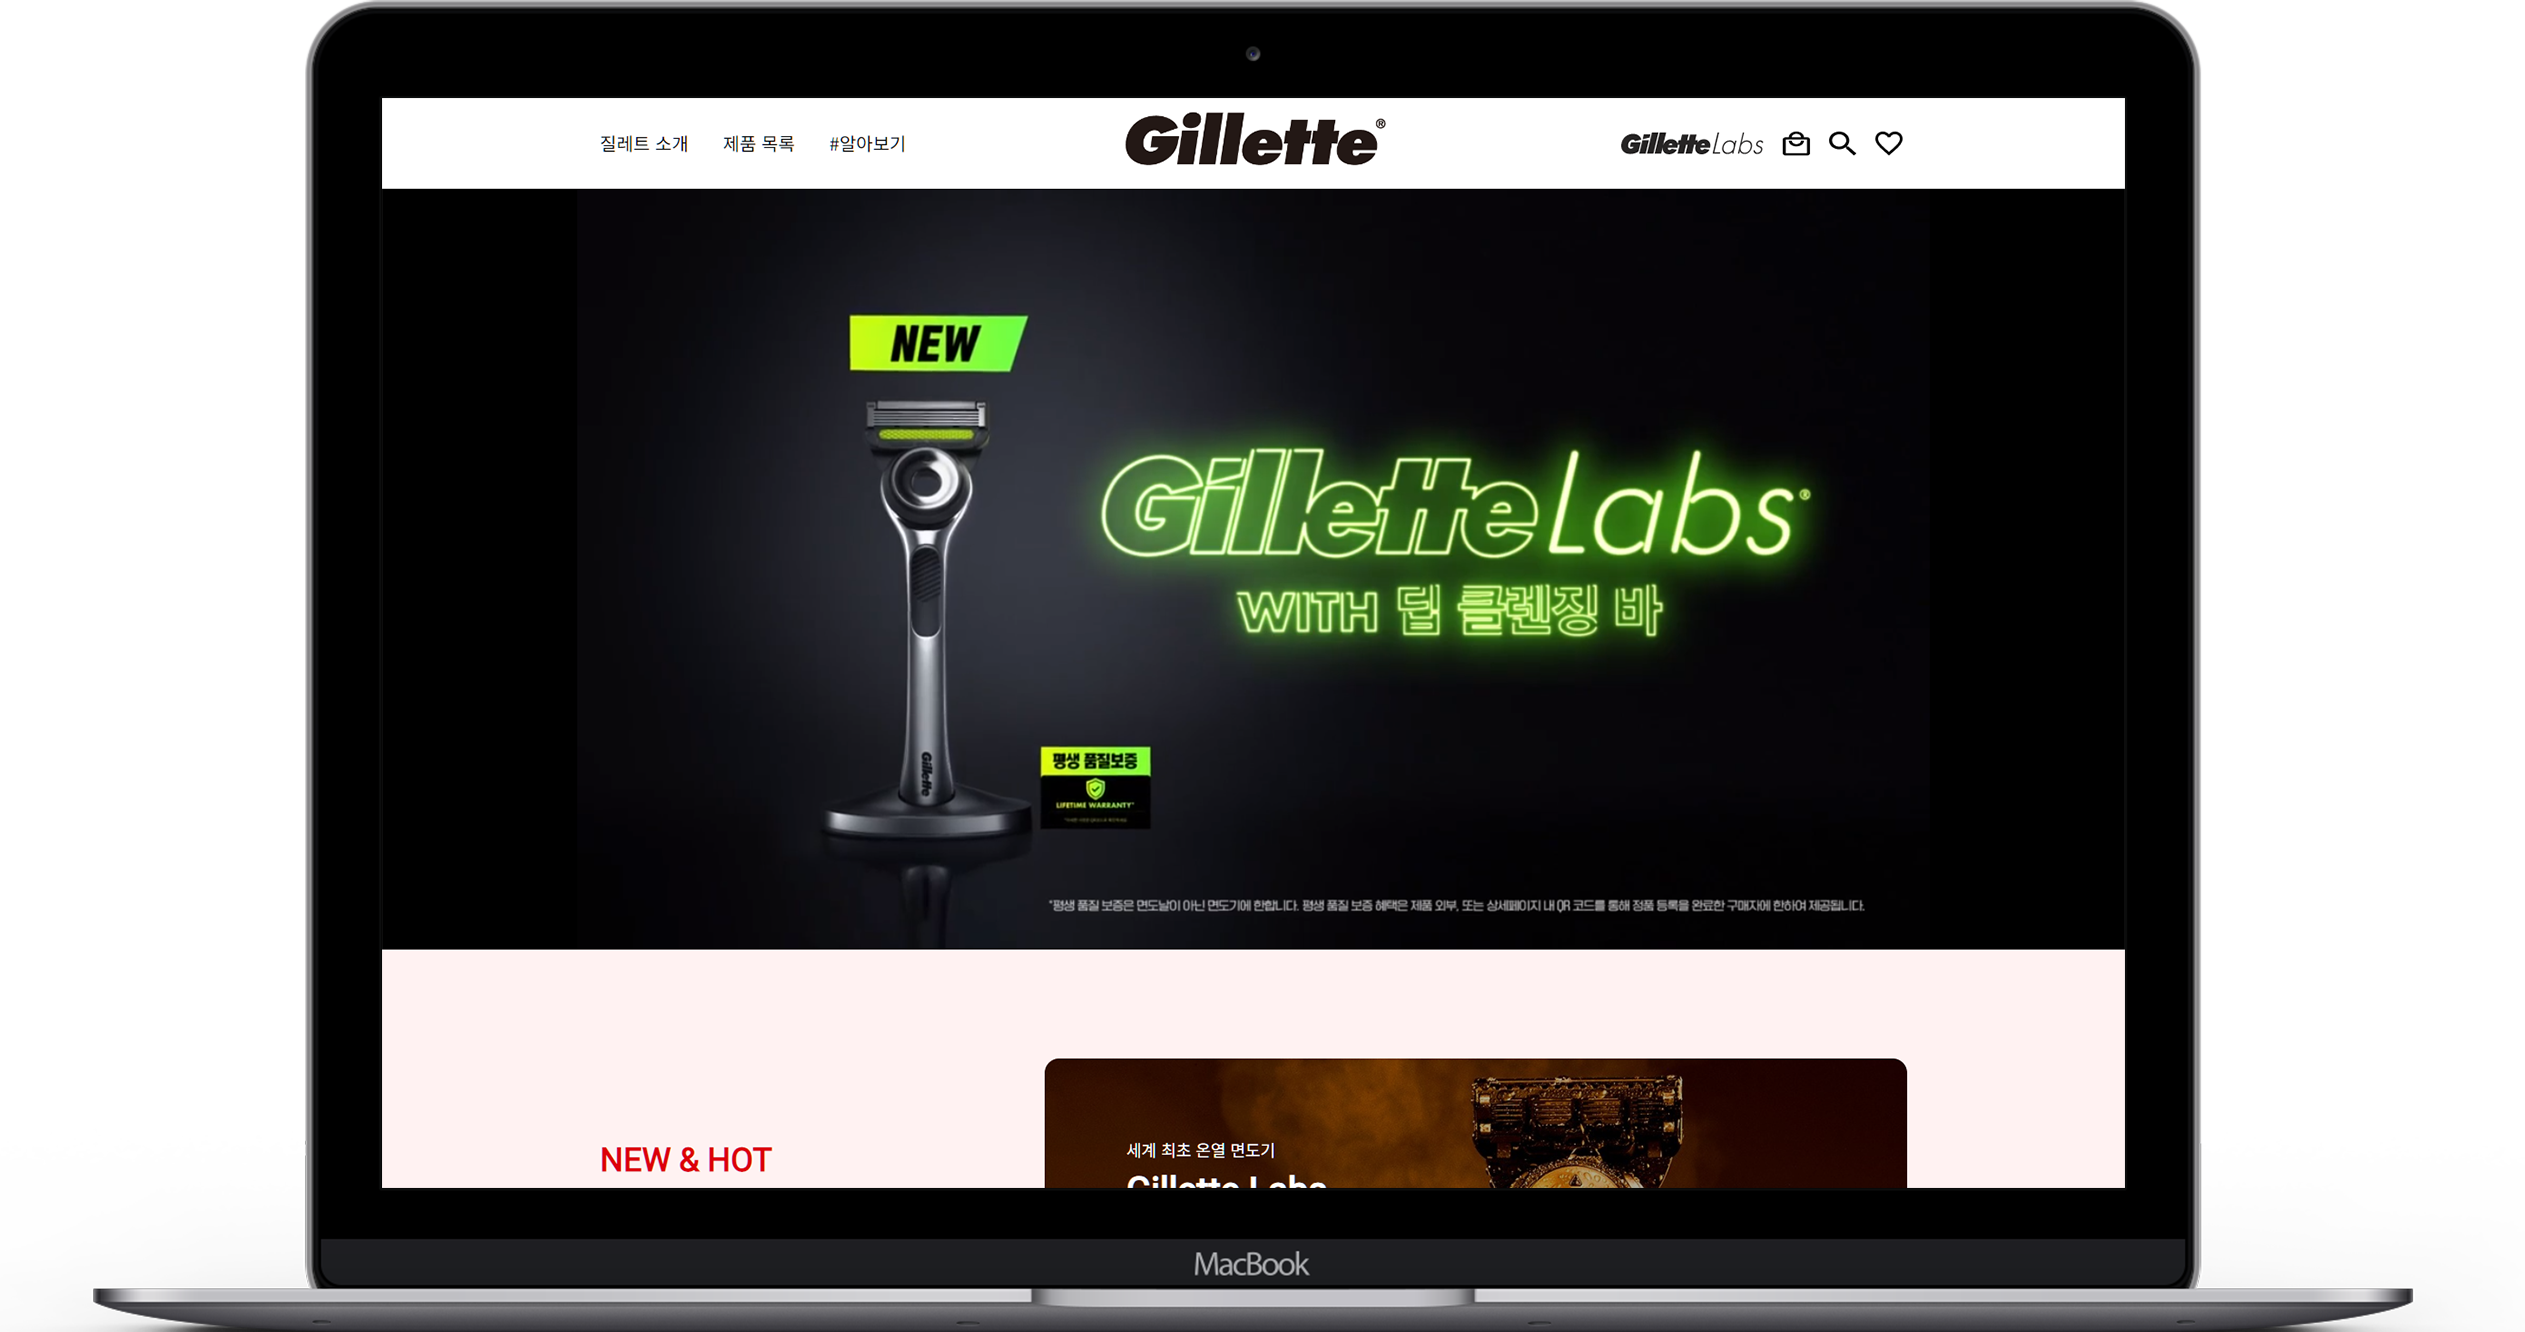 질레트 소개 제품 목록 #알아보기 Gillette® GilletteLabs
NEW
GilletteLabs®
WITH 딥 클렌징 바
Gillette
평생 품질보증
LIFETIME WARRANTY*
*평생 품질 보증은 면도날이 아닌 면도기에 한합니다. 평생 품질 보증 혜택은 제품 외부, 또는 상세페이지 내 QR 코드를 통해 정품 등록을 완료한 구매자에 한하여 제공됩니다.
NEW & HOT
세계 최초 온열 면도기
Gillette Labs
MacBook